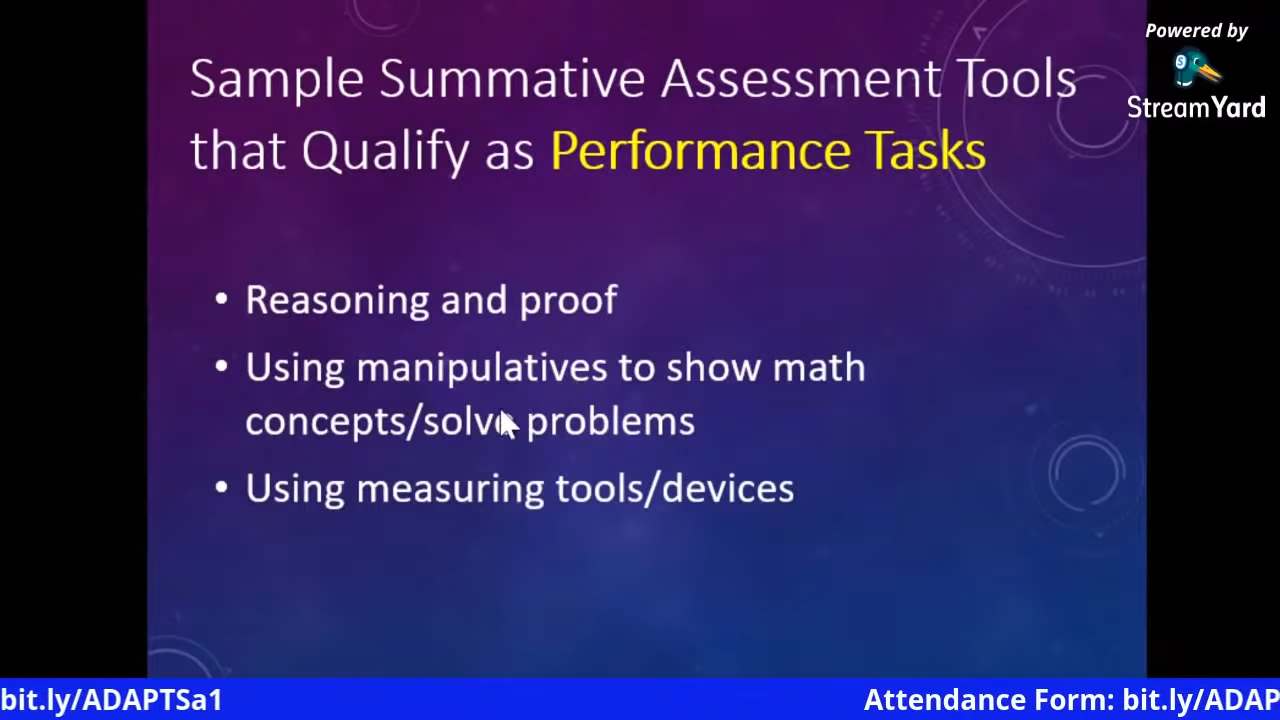 Powered by
StreamYard
Sample Summative Assessment Tools
that Qualify as Performance Tasks
• Reasoning and proof
• Using manipulatives to show math
concepts/solve problems
• Using measuring tools/devices
bit.ly/ADAPTSa1 Attendance Form: bit.ly/ADAP